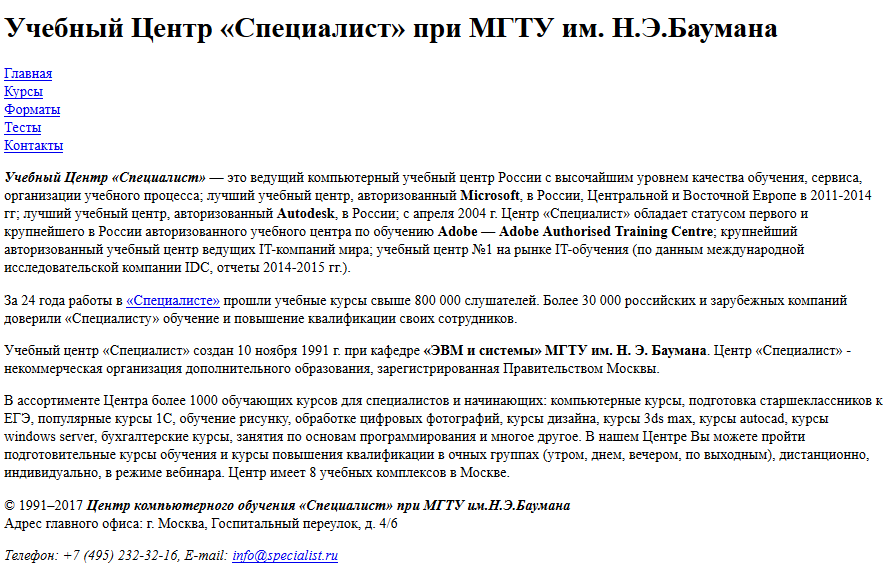 Учебный Центр «Специалист» при МГТУ им. Н.Э.Баумана
Главная
Курсы
Форматы
Тесты
Контакты
Учебный Центр «Специалист» — это ведущий компьютерный учебный центр России с высочайшим уровнем качества обучения, сервиса,
организации учебного процесса; лучший учебный центр, авторизованный Microsoft, в России, Центральной и Восточной Европе в 2011-2014
гг; лучший учебный центр, авторизованный Autodesk, в России; с апреля 2004 г. Центр «Специалист» обладает статусом первого и
крупнейшего в России авторизованного учебного центра по обучению Adobe — Adobe Authorised Training Centre; крупнейший
авторизованный учебный центр ведущих IT-компаний мира; учебный центр №1 на рынке IT-обучения (по данным международной
исследовательской компании IDC, отчеты 2014-2015 гг.).
За 24 года работы в «Специалисте» прошли учебные курсы свыше 800 000 слушателей. Более 30 000 российских и зарубежных компаний
доверили «Специалисту» обучение и повышение квалификации своих сотрудников.
Учебный центр «Специалист» создан 10 ноября 1991 г. при кафедре «ЭВМ и системы» МГТУ им. Н. Э. Баумана. Центр «Специалист» -
некоммерческая организация дополнительного образования, зарегистрированная Правительством Москвы.
В ассортименте Центра более 1000 обучающих курсов для специалистов и начинающих: компьютерные курсы, подготовка старшеклассников к
ЕГЭ, популярные курсы 1С, обучение рисунку, обработке цифровых фотографий, курсы дизайна, курсы 3ds max, курсы autocad, курсы
windows server, бухгалтерские курсы, занятия по основам программирования и многое другое. В нашем Центре Вы можете пройти
подготовительные курсы обучения и курсы повышения квалификации в очных группах (утром, днем, вечером, по выходным), дистанционно,
индивидуально, в режиме вебинара. Центр имеет 8 учебных комплексов в Москве.
© 1991–2017 Центр компьютерного обучения «Специалист» при МГТУ им.Н.Э.Баумана
Адрес главного офиса: г. Москва, Госпитальный переулок, д. 4/6
Телефон: +7 (495) 232-32-16, E-mail: info@specialist.ru